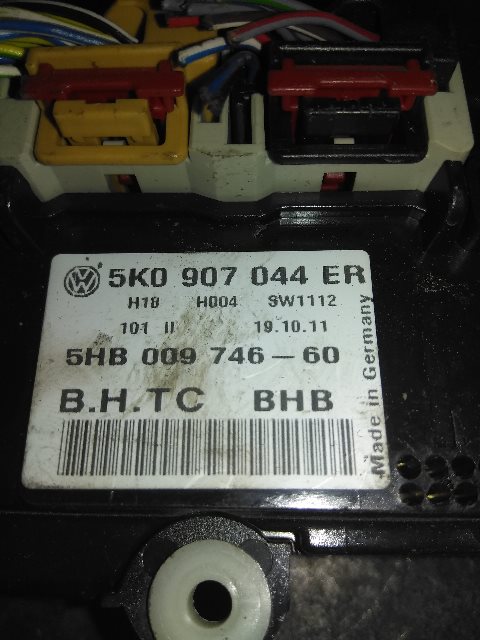 VW 5K0 907 044 ER
H18 H004 SW1112
101 II 19.10.11
5HB 009 746-60
B.H.TC BHB
Made in Germany